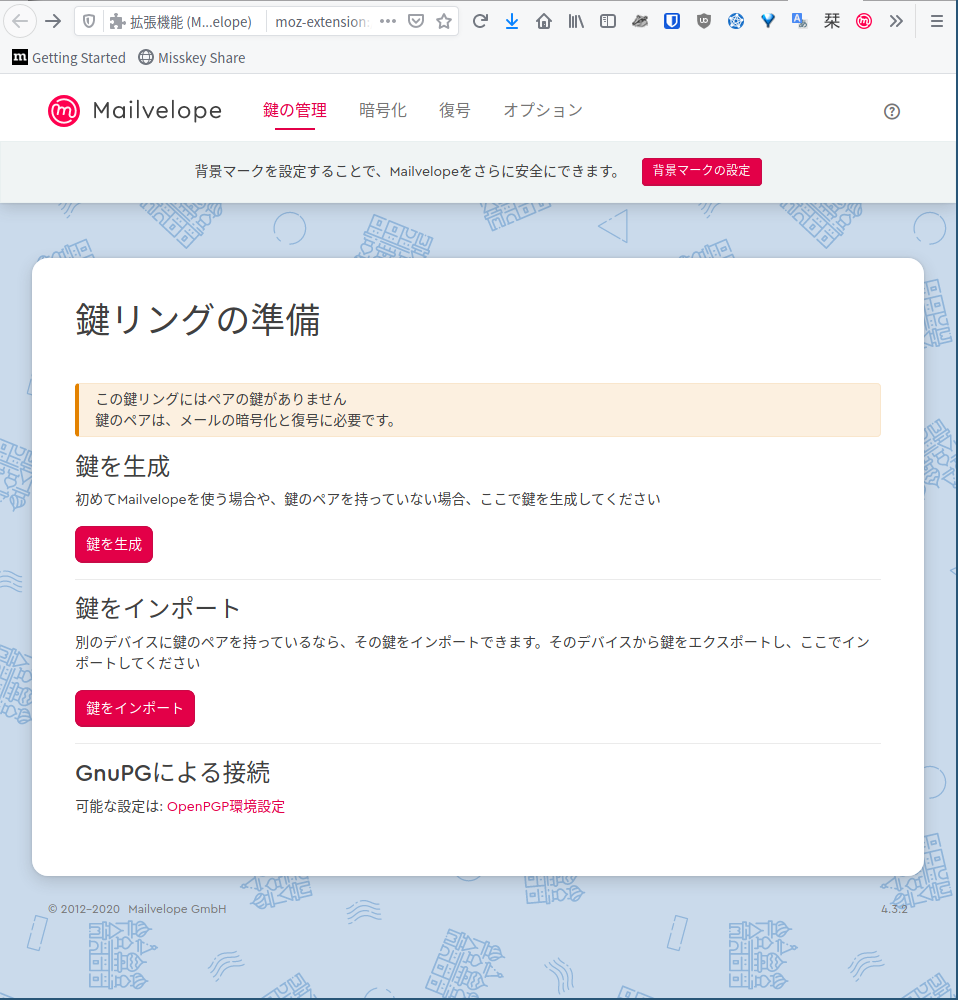 拡張機能 (M...elope) moz-extension: ...
栞
m Getting Started Misskey Share
Mailvelope 鍵の管理 暗号化 復号 オプション ?
背景マークを設定することで、Mailvelopeをさらに安全にできます。 背景マークの設定
鍵リングの準備
この鍵リングにはペアの鍵がありません
鍵のペアは、メールの暗号化と復号に必要です。
鍵を生成
初めてMailvelopeを使う場合や、鍵のペアを持っていない場合、ここで鍵を生成してください
鍵を生成
鍵をインポート
別のデバイスに鍵のペアを持っているなら、その鍵をインポートできます。そのデバイスから鍵をエクスポートし、ここでイン
ポートしてください
鍵をインポート
GnuPGによる接続
可能な設定は: OpenPGP環境設定
© 2012–2020 Mailvelope GmbH 4.3.2